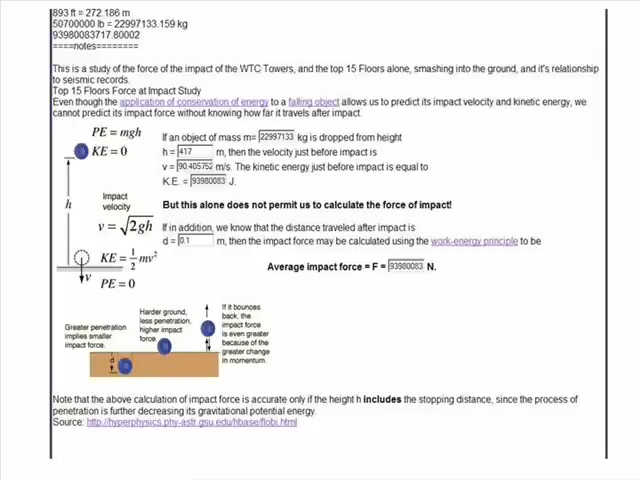 893 ft = 272.186 m
50700000 lb = 22997133.159 kg
93980083717.80002
====notes========
This is a study of the force of the impact of the WTC Towers, and the top 15 Floors alone, smashing into the ground, and it's relationship
to seismic records.
Top 15 Floors Force at Impact Study
Even though the application of conservation of energy to a falling object allows us to predict its impact velocity and kinetic energy, we
cannot predict its impact force without knowing how far it travels after impact.
PE = mgh
KE = 0
h
Impact
velocity
v = √2gh
KE = 1/2 mv²
v
PE = 0
If an object of mass m= 22997133 kg is dropped from height
h = 417 m, then the velocity just before impact is
v = 90.405752 m/s. The kinetic energy just before impact is equal to
K.E. = 93980083 J.
But this alone does not permit us to calculate the force of impact!
If in addition, we know that the distance traveled after impact is
d = 0.1 m, then the impact force may be calculated using the work-energy principle to be
Average impact force = F = 93980083 N.
Greater penetration
implies smaller
impact force.
d
Harder ground,
less penetration,
higher impact
force
If it bounces
back, the
impact force
is even greater
because of the
greater change
in momentum.
Note that the above calculation of impact force is accurate only if the height h includes the stopping distance, since the process of
penetration is further decreasing its gravitational potential energy.
Source: http://hyperphysics.phy-astr.gsu.edu/hbase/flobi.html